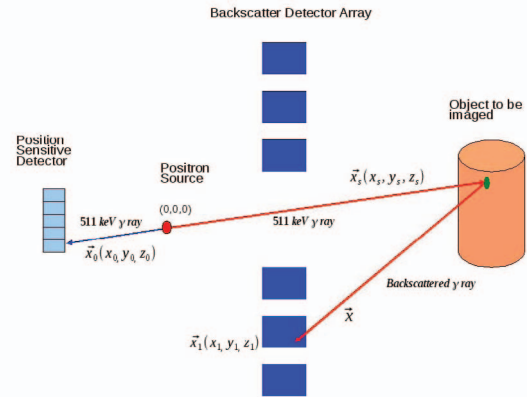 Backscatter Detector Array
Object to be
imaged
Position
Sensitive
Detector
Positron
Source
(0,0,0)
511 keV γ ray
511 keV γ ray
x⃗₀(x₀, y₀, z₀)
x⃗ₛ(xₛ, yₛ, zₛ)
Backscattered γ ray
X⃗
x⃗₁(x₁, y₁, z₁)